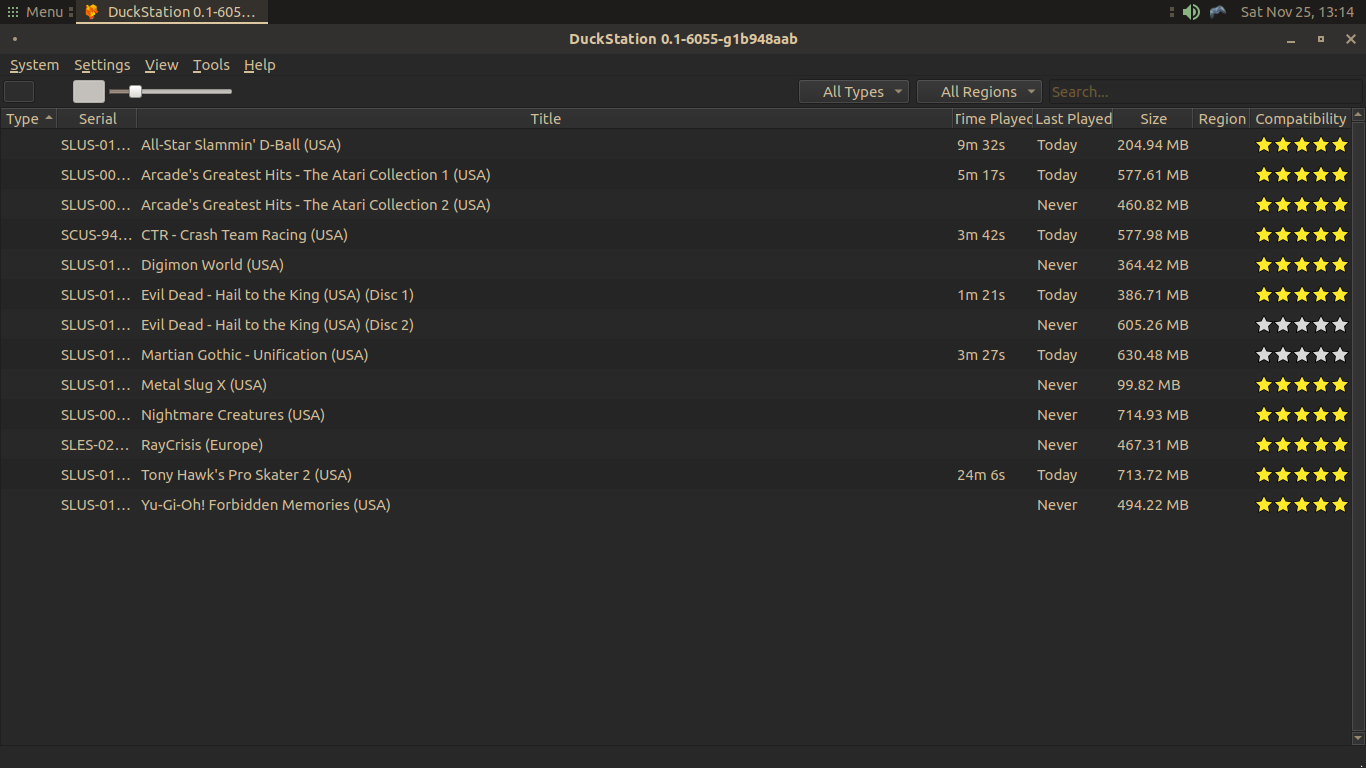 Menu DuckStation 0.1-605... Sat Nov 25, 13:14
DuckStation 0.1-6055-g1b948aab
System Settings View Tools Help
All Types All Regions Search...
Type Serial Title Time Played Last Played Size Region Compatibility
SLUS-01... All-Star Slammin' D-Ball (USA) 9m 32s Today 204.94 MB
SLUS-00... Arcade's Greatest Hits - The Atari Collection 1 (USA) 5m 17s Today 577.61 MB
SLUS-00... Arcade's Greatest Hits - The Atari Collection 2 (USA) Never 460.82 MB
SCUS-94... CTR - Crash Team Racing (USA) 3m 42s Today 577.98 MB
SLUS-01... Digimon World (USA) Never 364.42 MB
SLUS-01... Evil Dead - Hail to the King (USA) (Disc 1) 1m 21s Today 386.71 MB
SLUS-01... Evil Dead - Hail to the King (USA) (Disc 2) Never 605.26 MB
SLUS-01... Martian Gothic - Unification (USA) 3m 27s Today 630.48 MB
SLUS-01... Metal Slug X (USA) Never 99.82 MB
SLUS-00... Nightmare Creatures (USA) Never 714.93 MB
SLES-02... RayCrisis (Europe) Never 467.31 MB
SLUS-01... Tony Hawk's Pro Skater 2 (USA) 24m 6s Today 713.72 MB
SLUS-01... Yu-Gi-Oh! Forbidden Memories (USA) Never 494.22 MB